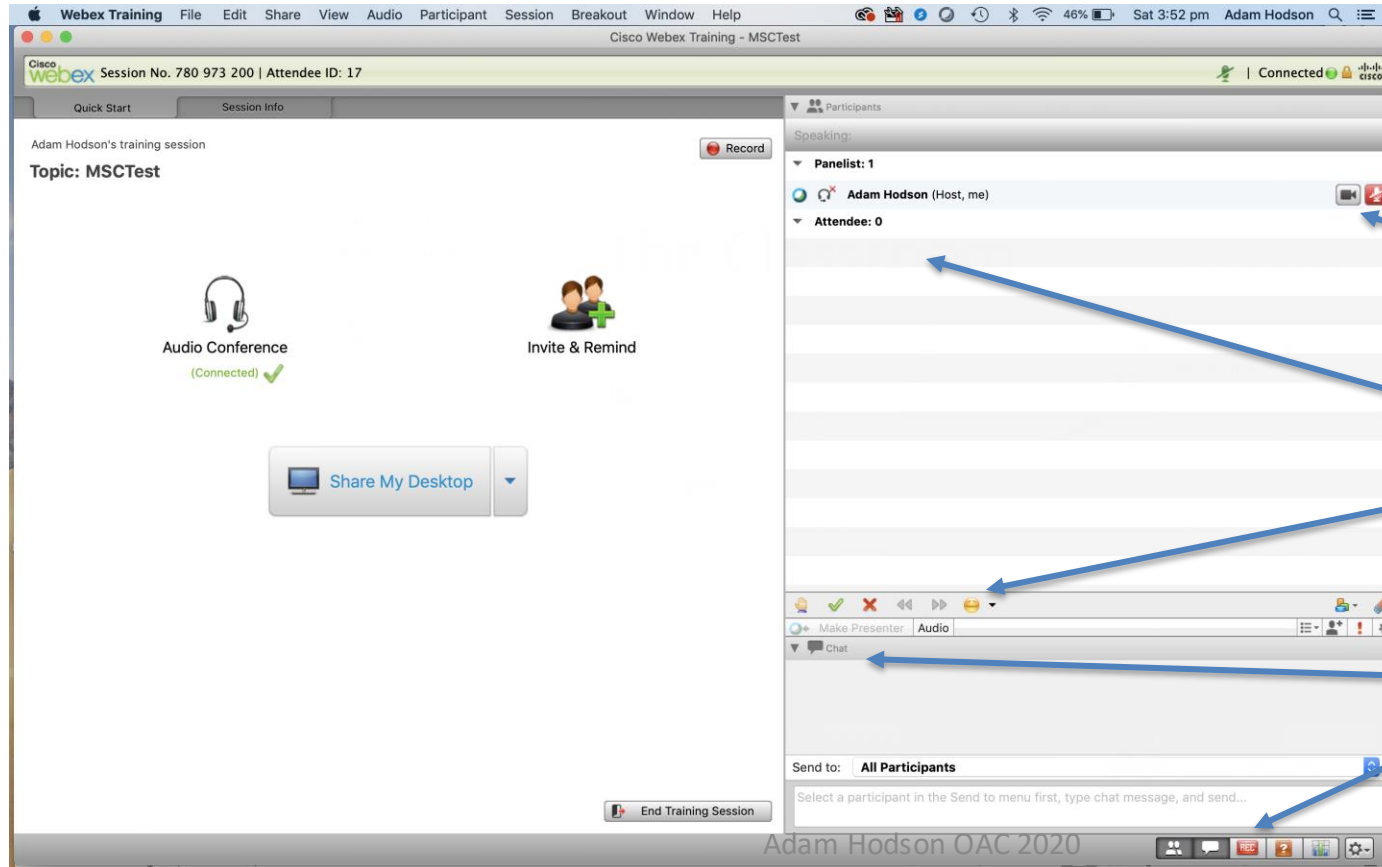 Webex Training File Edit Share View Audio Participant Session Breakout Window Help 46% Sat 3:52 pm Adam Hodson
Cisco Webex Training - MSCTest
Cisco webex Session No. 780 973 200 | Attendee ID: 17
| Connected cisco
Quick Start Session Info
Participants
Speaking:
Adam Hodson's training session
Record
Topic: MSCTest
Panelist: 1
Adam Hodson (Host, me)
Attendee: 0
Audio Conference
(Connected)
Invite & Remind
Share My Desktop
Make Presenter Audio
Chat
Send to: All Participants
Select a participant in the Send to menu first, type chat message, and send...
End Training Session
Adam Hodson OAC 2020
REC